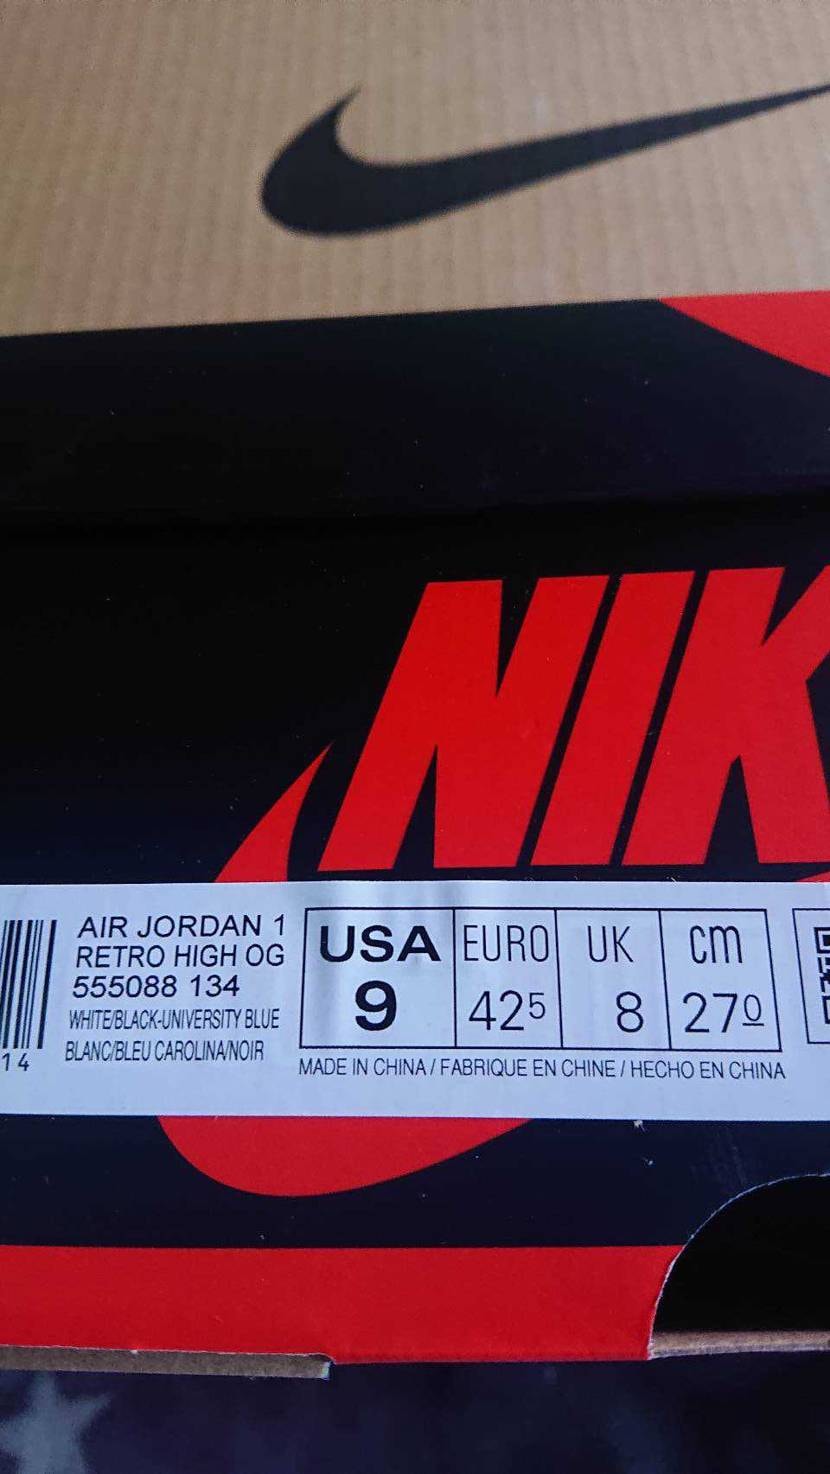 NIK
AIR JORDAN 1
RETRO HIGH OG
555088 134
WHITE/BLACK-UNIVERSITY BLUE
BLANC/BLEU CAROLINA/NOIR
14
USA EURO UK cm
9 425 8 270
MADE IN CHINA / FABRIQUE EN CHINE / HECHO EN CHINA